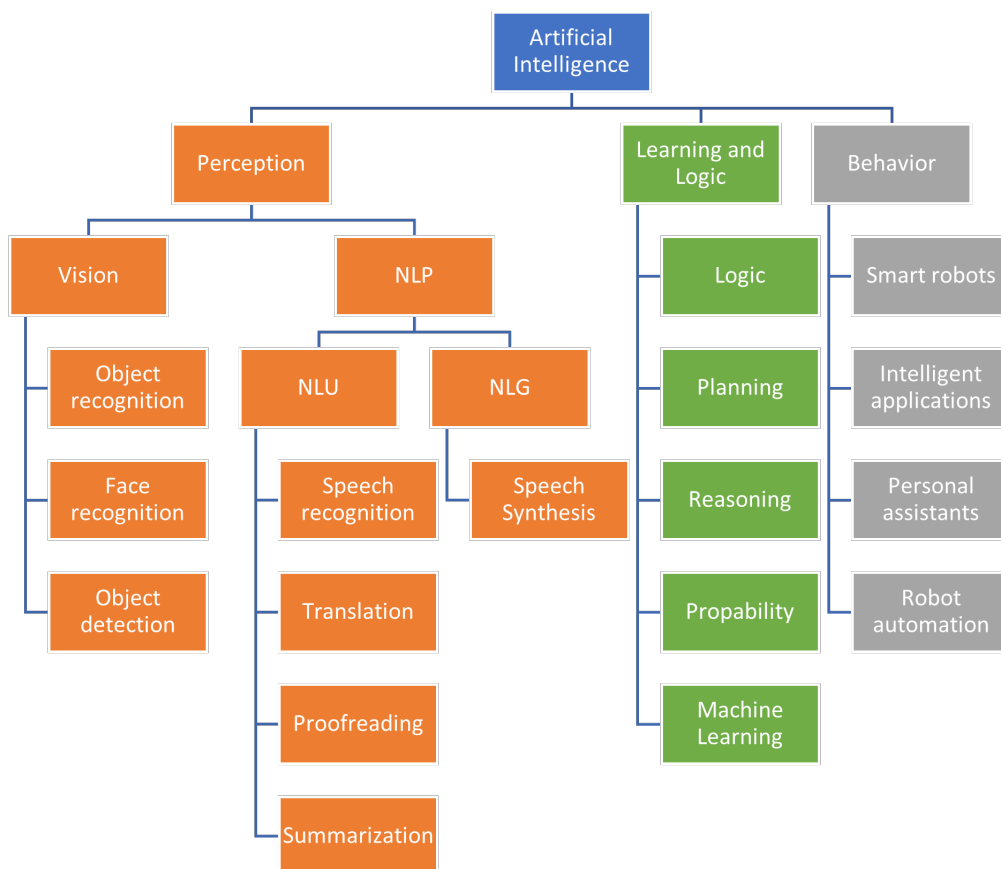 Artificial
Intelligence
Perception
Learning and
Logic
Behavior
Vision
NLP
Logic
Smart robots
Object
recognition
NLU
NLG
Planning
Intelligent
applications
Face
recognition
Speech
recognition
Speech
Synthesis
Reasoning
Personal
assistants
Object
detection
Translation
Propability
Robot
automation
Proofreading
Machine
Learning
Summarization